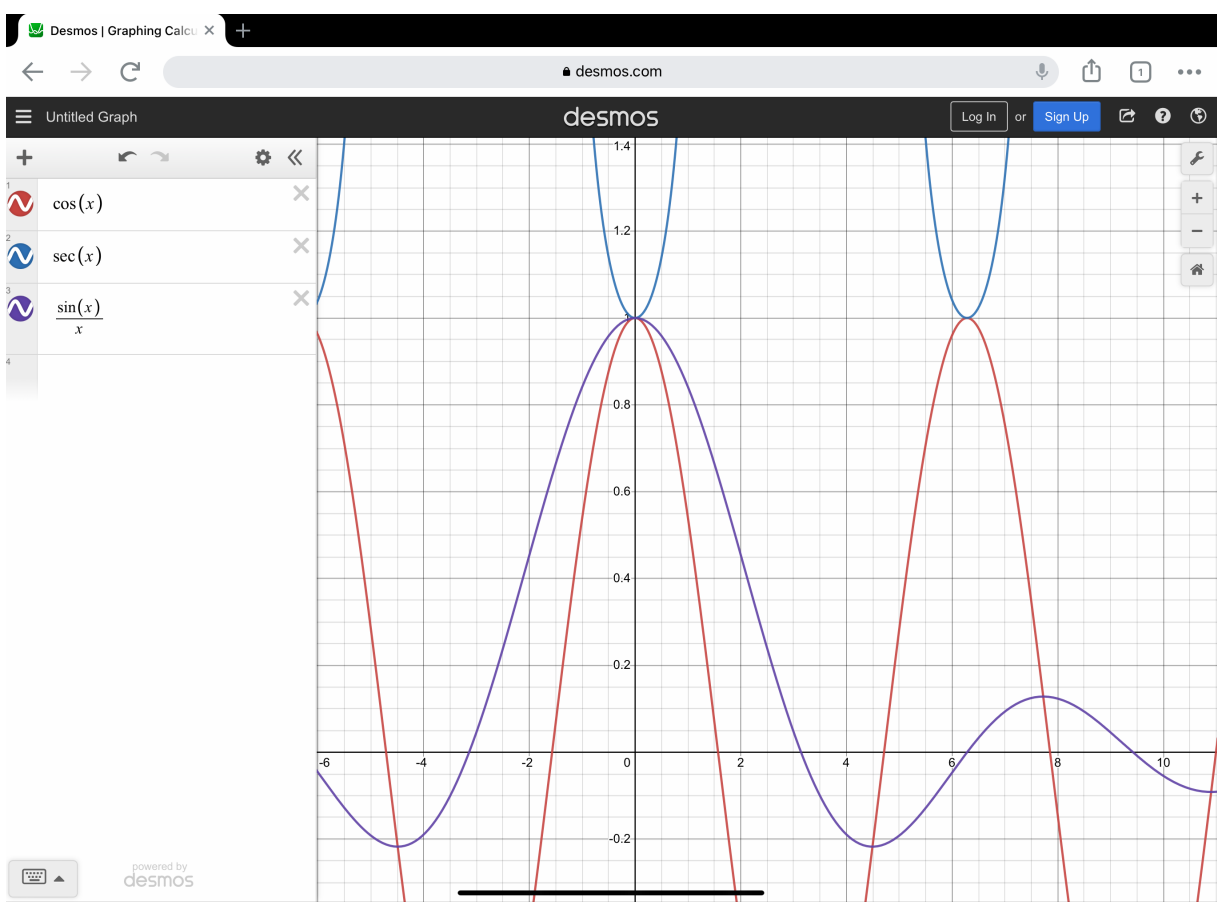 Desmos | Graphing Calcu
desmos.com
1
Untitled Graph
desmos
Log In or Sign Up
1
cos(x)
2
sec(x)
3
sin(x)
x
4
1.4
1.2
1
0.8
0.6
0.4
0.2
-6 -4 -2 0 2 4 6 8 10
-0.2
powered by
desmos